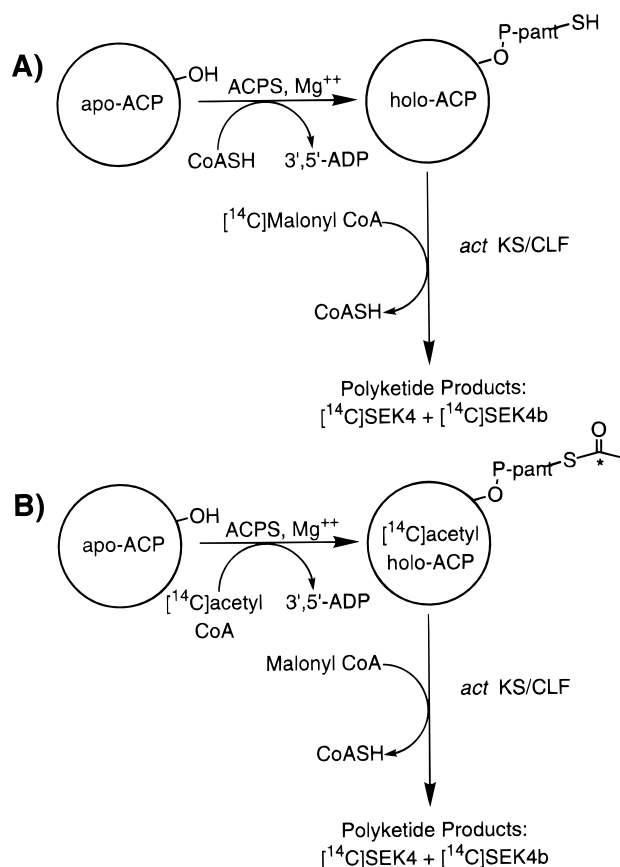 A)
apo-ACP
OH
ACPS, Mg⁺⁺
CoASH
3',5'-ADP
holo-ACP
O
P-pant
SH
[¹⁴C]Malonyl CoA
act KS/CLF
CoASH
Polyketide Products:
[¹⁴C]SEK4 + [¹⁴C]SEK4b
B)
apo-ACP
OH
ACPS, Mg⁺⁺
[¹⁴C]acetyl
CoA
3',5'-ADP
[¹⁴C]acetyl
holo-ACP
O
P-pant
S
O
*
Malonyl CoA
act KS/CLF
CoASH
Polyketide Products:
[¹⁴C]SEK4 + [¹⁴C]SEK4b